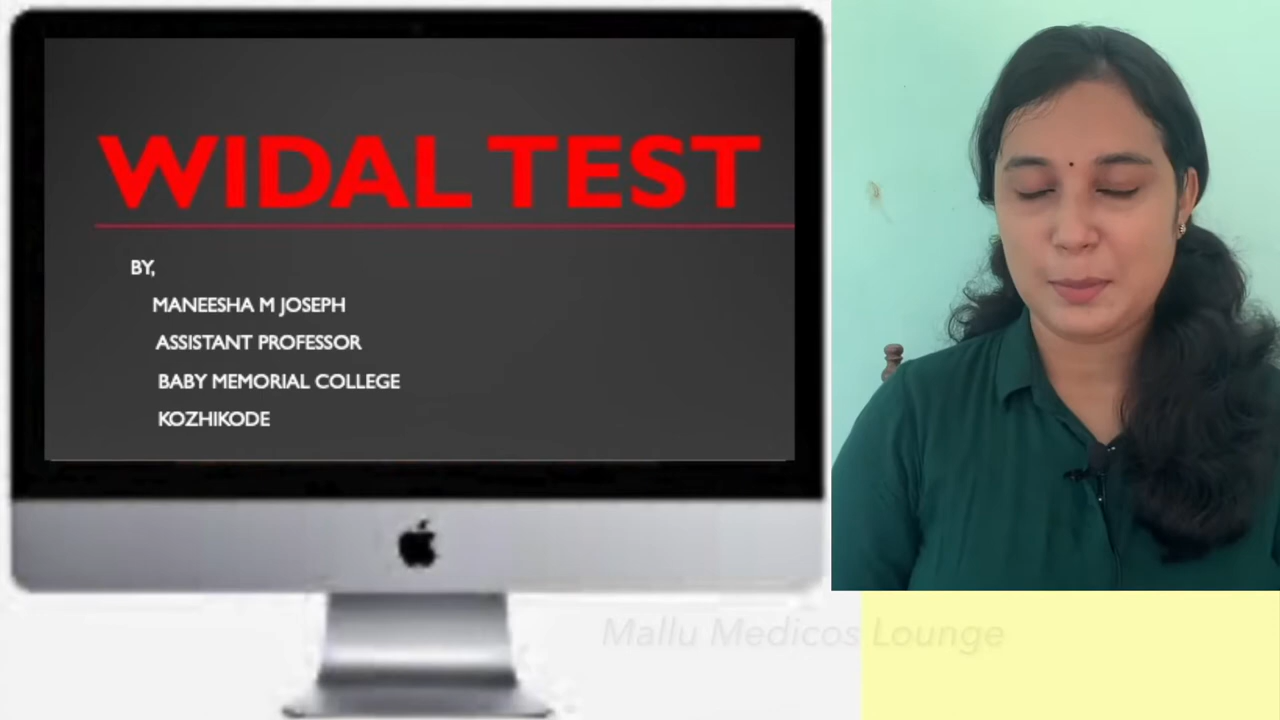 WIDAL TEST
BY,
MANEESHA M JOSEPH
ASSISTANT PROFESSOR
BABY MEMORIAL COLLEGE
KOZHIKODE
Mallu Medicos Lounge